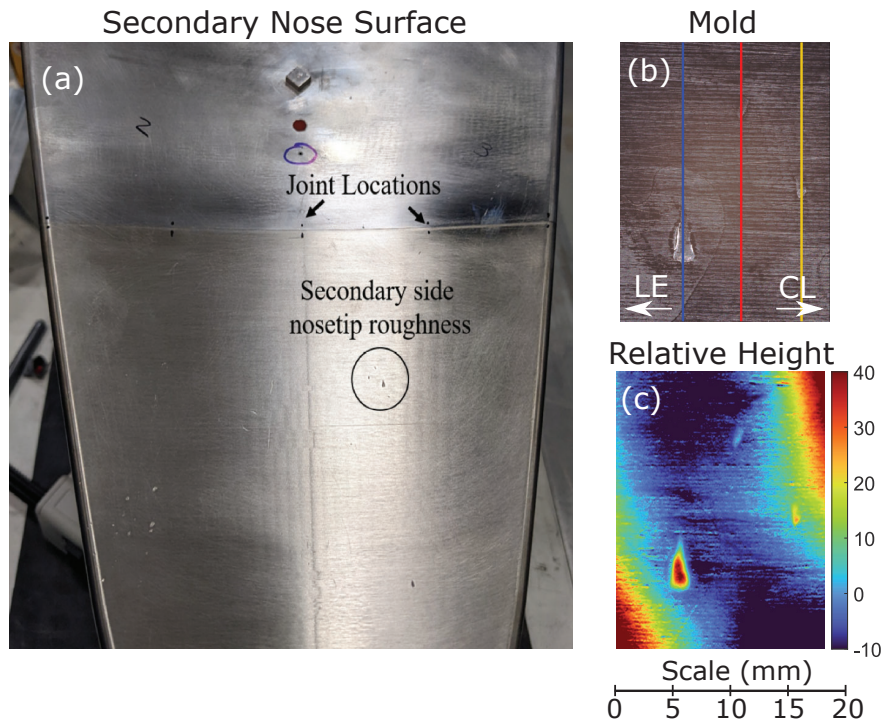 Secondary Nose Surface
(a)
N
3
Joint Locations
Secondary side
nosetip roughness
Mold
(b)
LE
CL
Relative Height
(c)
40
30
20
10
0
-10
Scale (mm)
0 5 10 15 20